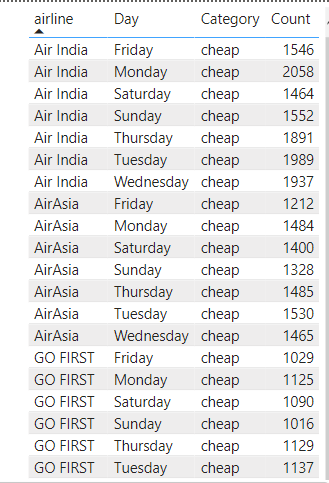 airline Day Category Count
Air India Friday cheap 1546
Air India Monday cheap 2058
Air India Saturday cheap 1464
Air India Sunday cheap 1552
Air India Thursday cheap 1891
Air India Tuesday cheap 1989
Air India Wednesday cheap 1937
AirAsia Friday cheap 1212
AirAsia Monday cheap 1484
AirAsia Saturday cheap 1400
AirAsia Sunday cheap 1328
AirAsia Thursday cheap 1485
AirAsia Tuesday cheap 1530
AirAsia Wednesday cheap 1465
GO FIRST Friday cheap 1029
GO FIRST Monday cheap 1125
GO FIRST Saturday cheap 1090
GO FIRST Sunday cheap 1016
GO FIRST Thursday cheap 1129
GO FIRST Tuesday cheap 1137